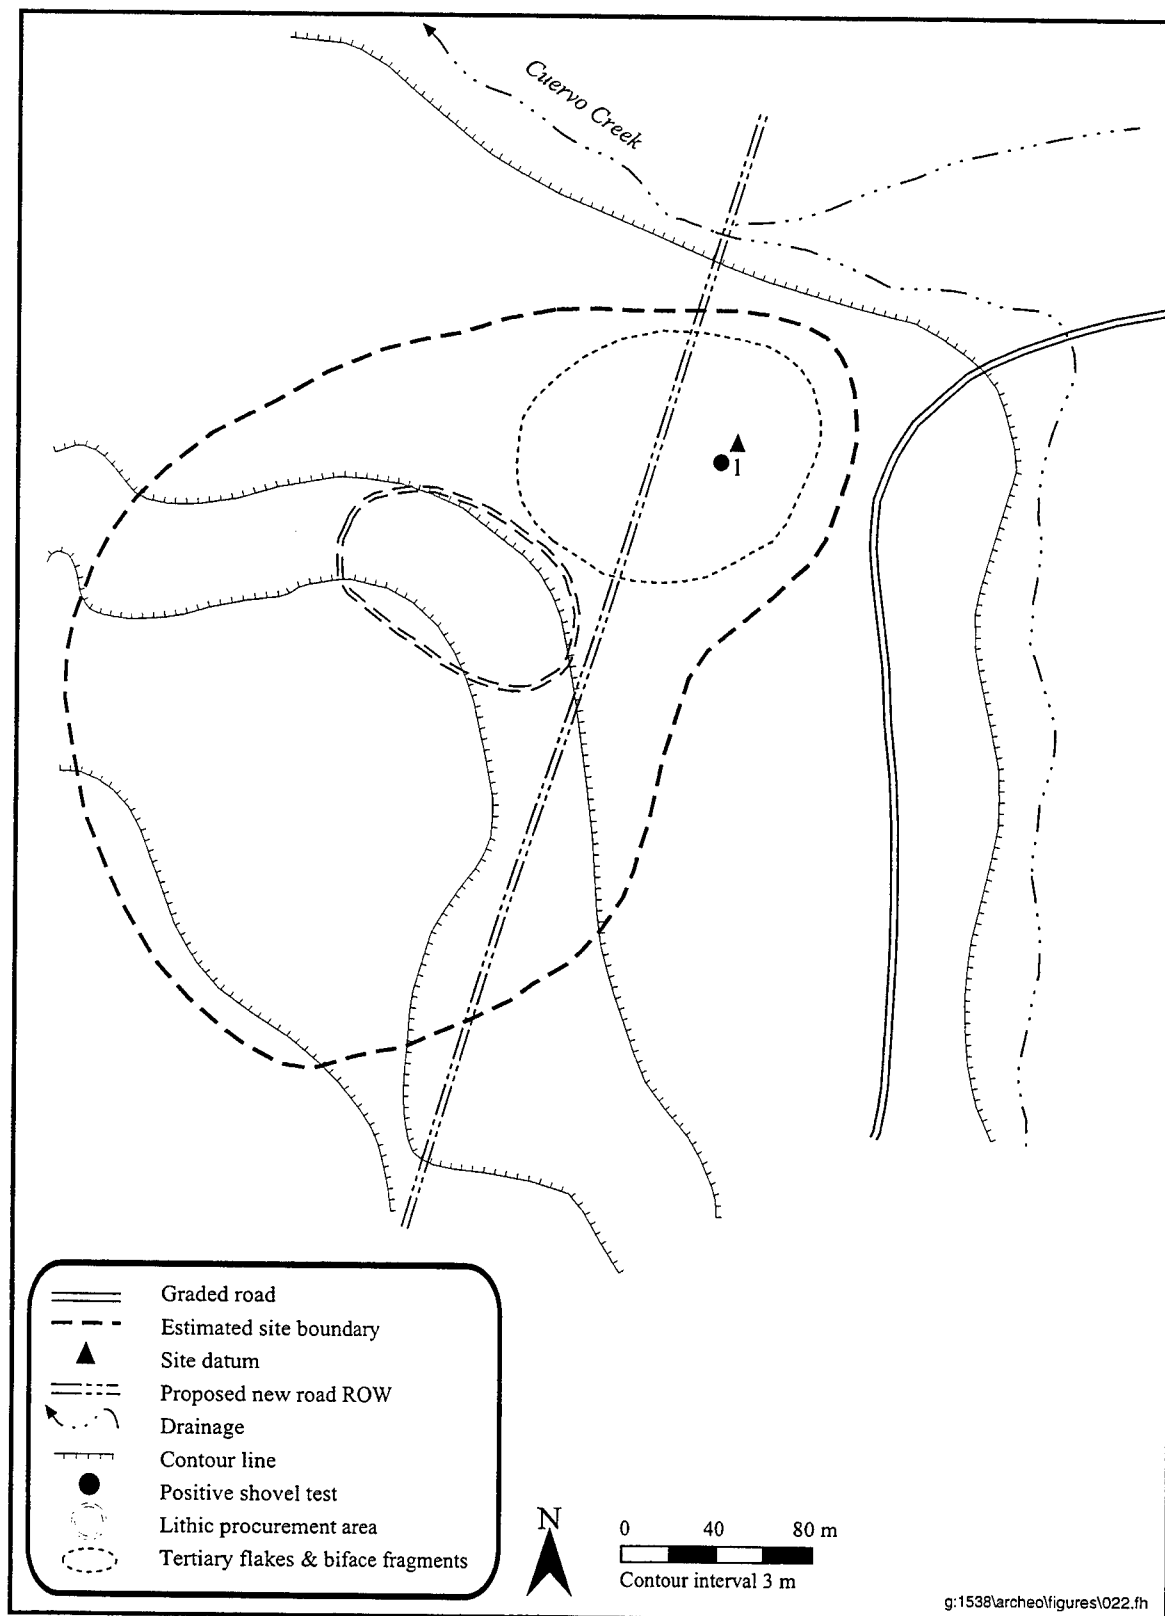 Cuervo Creek
1
Graded road
Estimated site boundary
Site datum
Proposed new road ROW
Drainage
Contour line
Positive shovel test
Lithic procurement area
Tertiary flakes & biface fragments
N
0 40 80 m
Contour interval 3 m
g:1538\archeo\figures\022.fh